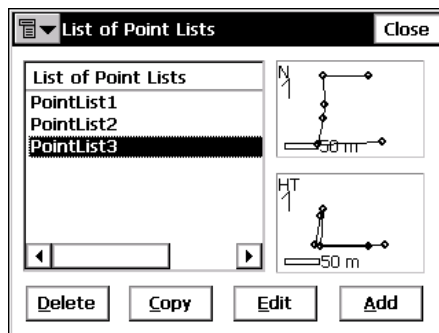 List of Point Lists
Close
List of Point Lists
PointList1
PointList2
PointList3
N
50 m
HT
50 m
Delete
Copy
Edit
Add